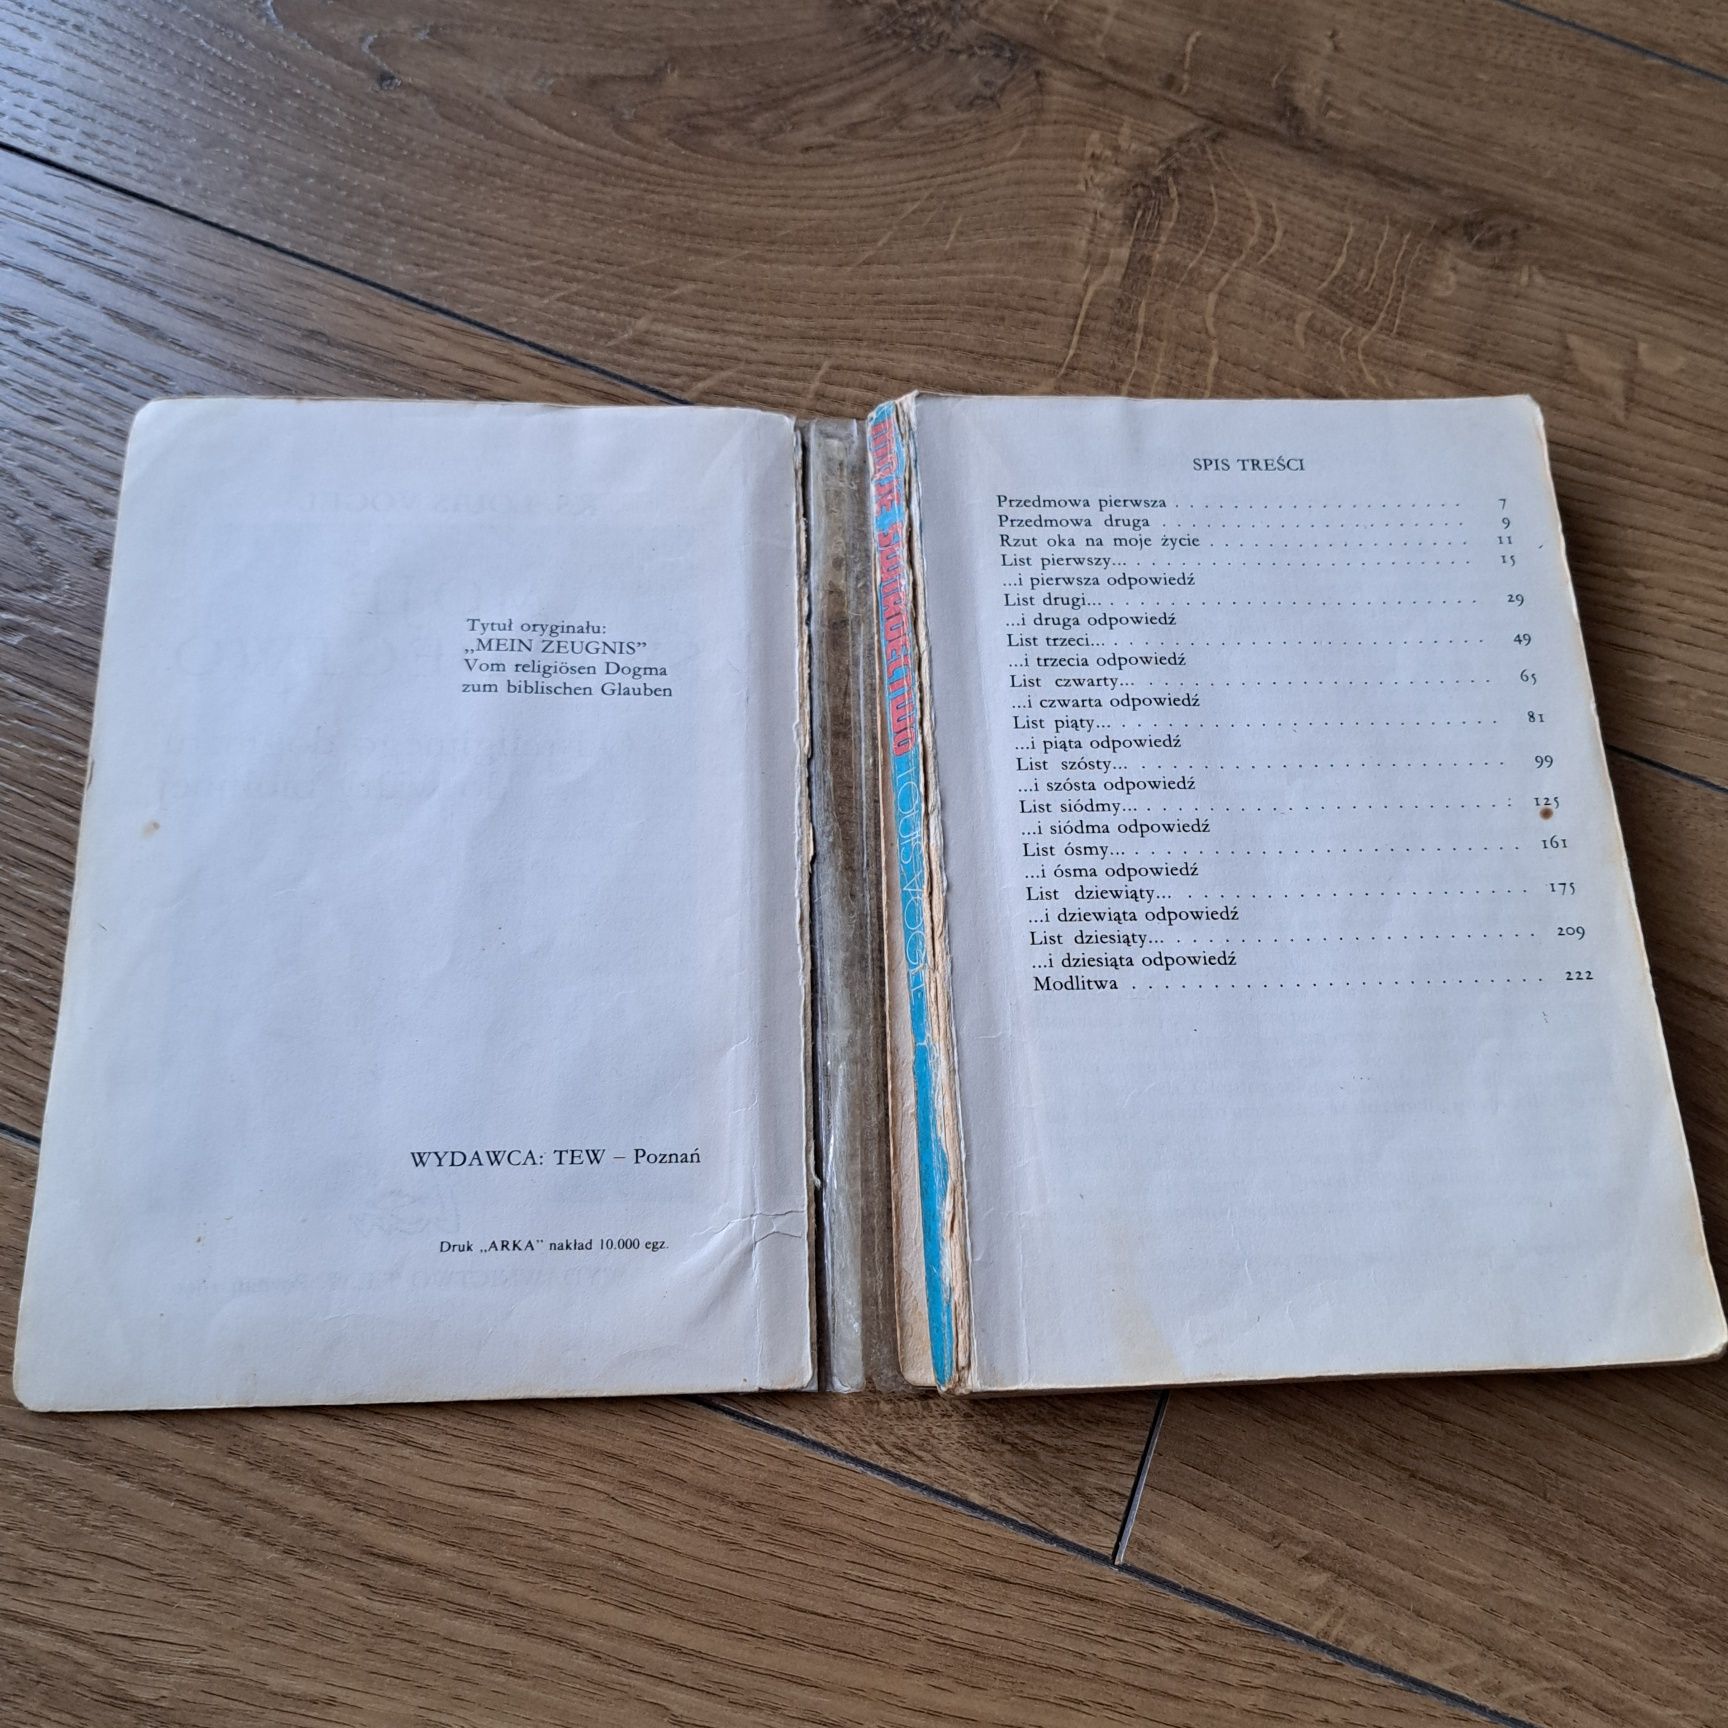 Tytuł oryginału:
„MEIN ZEUGNIS”
Vom religiösen Dogma
zum biblischen Glauben
WYDAWCA: TEW – Poznań
Druk „ARKA” nakład 10.000 egz.
MOJE ŚWIADECTWO LOUIS VOGEL
SPIS TREŚCI
Przedmowa pierwsza . . . . . . . . . . . . . . . . . . . . 7
Przedmowa druga . . . . . . . . . . . . . . . . . . . . . 9
Rzut oka na moje życie . . . . . . . . . . . . . . . . . . 11
List pierwszy... . . . . . . . . . . . . . . . . . . . . . . . 15
...i pierwsza odpowiedź
List drugi... . . . . . . . . . . . . . . . . . . . . . . . . . 29
...i druga odpowiedź
List trzeci... . . . . . . . . . . . . . . . . . . . . . . . . . 49
...i trzecia odpowiedź
List czwarty... . . . . . . . . . . . . . . . . . . . . . . . . 65
...i czwarta odpowiedź
List piąty... . . . . . . . . . . . . . . . . . . . . . . . . . 81
...i piąta odpowiedź
List szósty... . . . . . . . . . . . . . . . . . . . . . . . . . 99
...i szósta odpowiedź
List siódmy... . . . . . . . . . . . . . . . . . . . . . . . . 125
...i siódma odpowiedź
List ósmy... . . . . . . . . . . . . . . . . . . . . . . . . . 161
...i ósma odpowiedź
List dziewiąty... . . . . . . . . . . . . . . . . . . . . . . . 175
...i dziewiąta odpowiedź
List dziesiąty... . . . . . . . . . . . . . . . . . . . . . . . 209
...i dziesiąta odpowiedź
Modlitwa . . . . . . . . . . . . . . . . . . . . . . . . . . 222